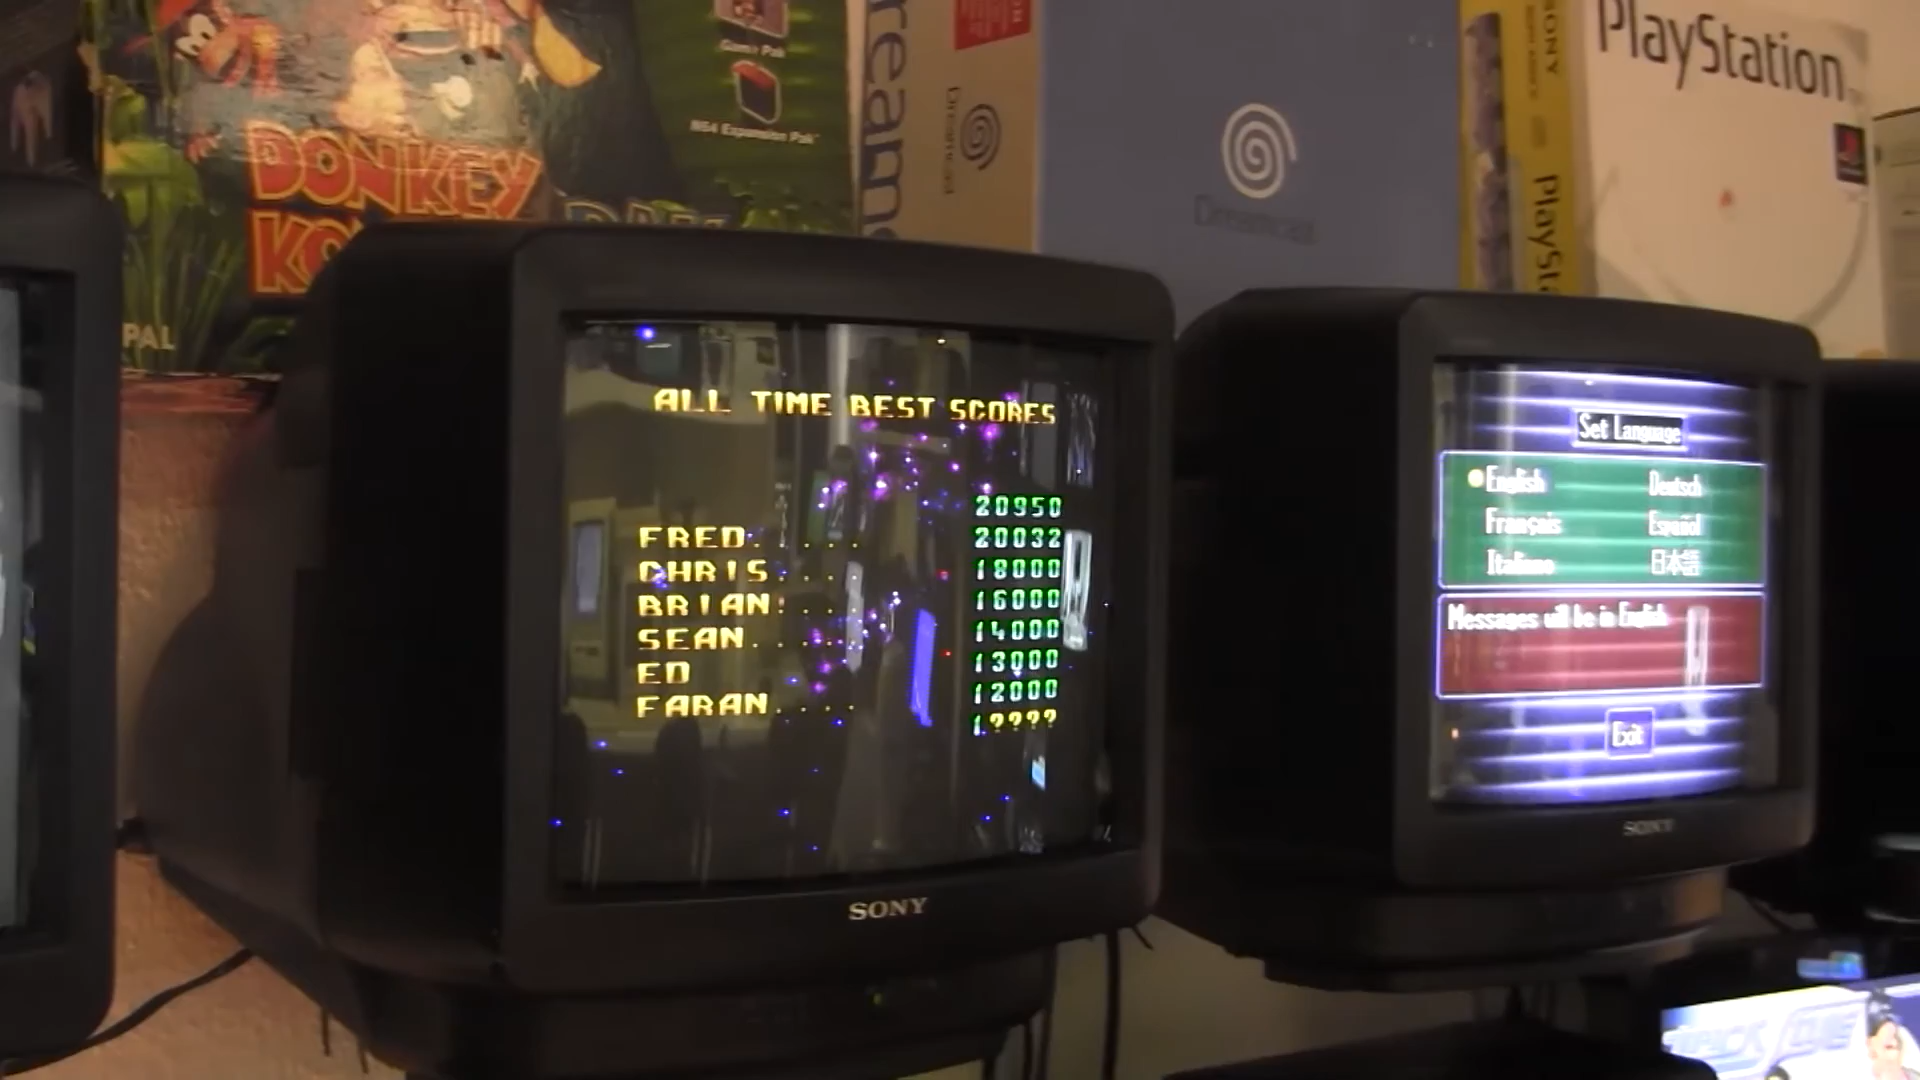 Game Pak
N64 Expansion Pak
DONKEY
PAL
Dreamcast
Dreamcast
SONY
PlayStation
PlayStation
ALL TIME BEST SCORES
20950
FRED..... 20032
CHRIS... 18000
BRIAN.... 16000
SEAN..... 14000
ED 13000
FARAN.... 12000
1????
SONY
Set Language
English Deutsch
Français Español
Italiano 日本語
Messages will be in English
Exit
SONY